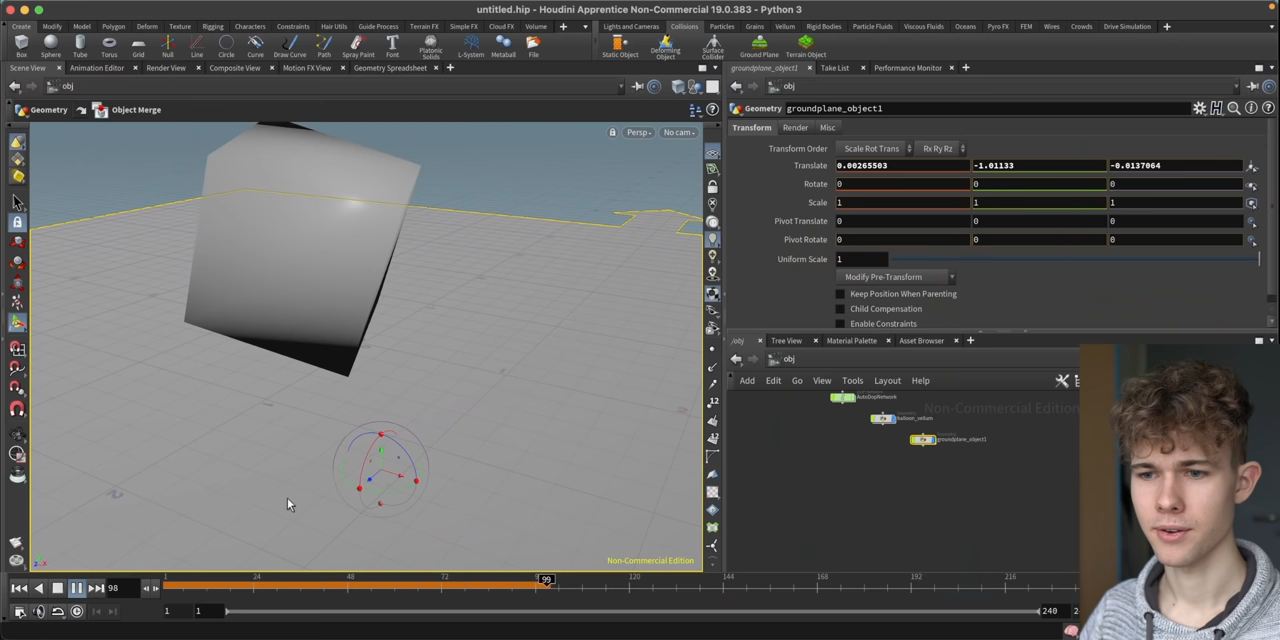 untitled.hip - Houdini Apprentice Non-Commercial 19.0.383 - Python 3
Create Modify Model Polygon Deform Texture Rigging Characters Constraints Hair Utils Guide Process Terrain FX Simple FX Cloud FX Volume
Lights and Cameras Collisions Particles Grains Vellum Rigid Bodies Particle Fluids Viscous Fluids Oceans Pyro FX FEM Wires Crowds Drive Simulation
Box Sphere Tube Torus Grid Null Line Circle Curve Draw Curve Path Spray Paint Font Platonic Solids L-System Metaball File
Static Object Deforming Object Surface Collider Ground Plane Terrain Object
Scene View Animation Editor Render View Composite View Motion FX View Geometry Spreadsheet
groundplane_object1 Take List Performance Monitor
obj
obj
Geometry Object Merge
Geometry groundplane_object1
Persp No cam
Transform Render Misc
Transform Order Scale Rot Trans Rx Ry Rz
Translate 0.00265503 -1.01133 -0.0137064
Rotate 0 0 0
Scale 1 1 1
Pivot Translate 0 0 0
Pivot Rotate 0 0 0
Uniform Scale 1
Modify Pre-Transform
Keep Position When Parenting
Child Compensation
Enable Constraints
/obj Tree View Material Palette Asset Browser
obj
Add Edit Go View Tools Layout Help
AutoDopNetwork
Non-Commercial Edition
balloon_vellum
groundplane_object1
Non-Commercial Edition
98 1 24 48 72 99 120 144 168 192 216
1 1 240 2